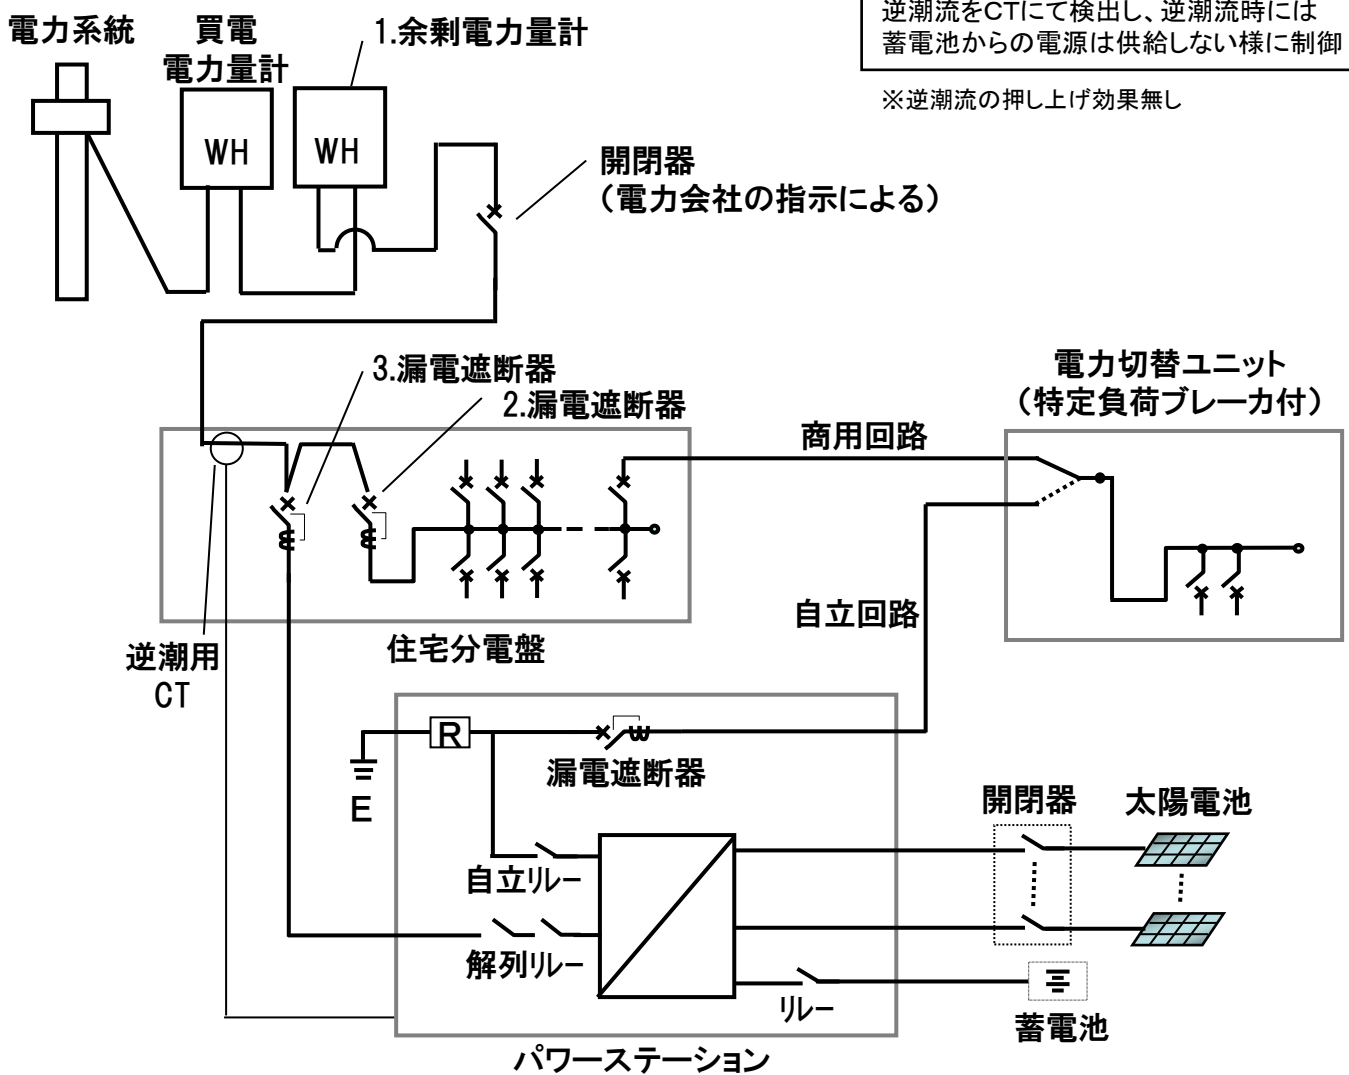 逆潮流をCTにて検出し、逆潮流時には
蓄電池からの電源は供給しない様に制御
※逆潮流の押し上げ効果無し
電力系統
買電
電力量計
1.余剰電力量計
WH
WH
開閉器
（電力会社の指示による）
3.漏電遮断器
2.漏電遮断器
電力切替ユニット
（特定負荷ブレーカ付）
商用回路
自立回路
逆潮用
CT
住宅分電盤
R
E
漏電遮断器
開閉器
太陽電池
自立リレー
解列リレー
リレー
蓄電池
パワーステーション